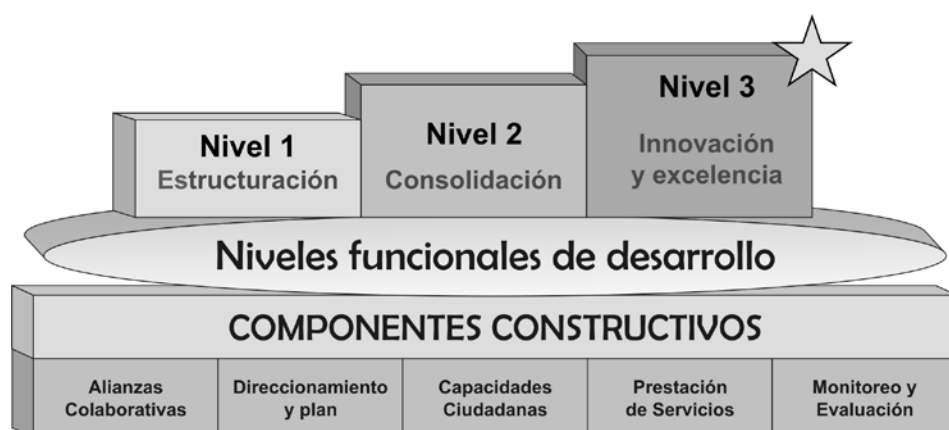 Nivel 1
Estructuración
Nivel 2
Consolidación
Nivel 3
Innovación
y excelencia
Niveles funcionales de desarrollo
COMPONENTES CONSTRUCTIVOS
Alianzas
Colaborativas
Direccionamiento
y plan
Capacidades
Ciudadanas
Prestación
de Servicios
Monitoreo y
Evaluación